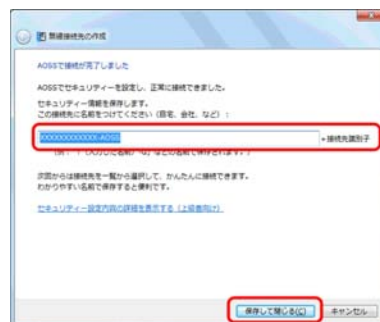 無線接続先の作成
AOSSで接続が完了しました
AOSSでセキュリティーを設定し、正常に接続できました。
セキュリティー情報を保存します。
この接続先に名前をつけてください（自宅、会社、など）：
XXXXXXXXXXXX-AOSS
+ 接続先識別子
次回からは接続先を一覧から選択して、かんたんに接続できます。
わかりやすい名前で保存すると便利です。
セキュリティー設定内容の詳細を表示する（上級者向け）
保存して閉じる(C)
キャンセル